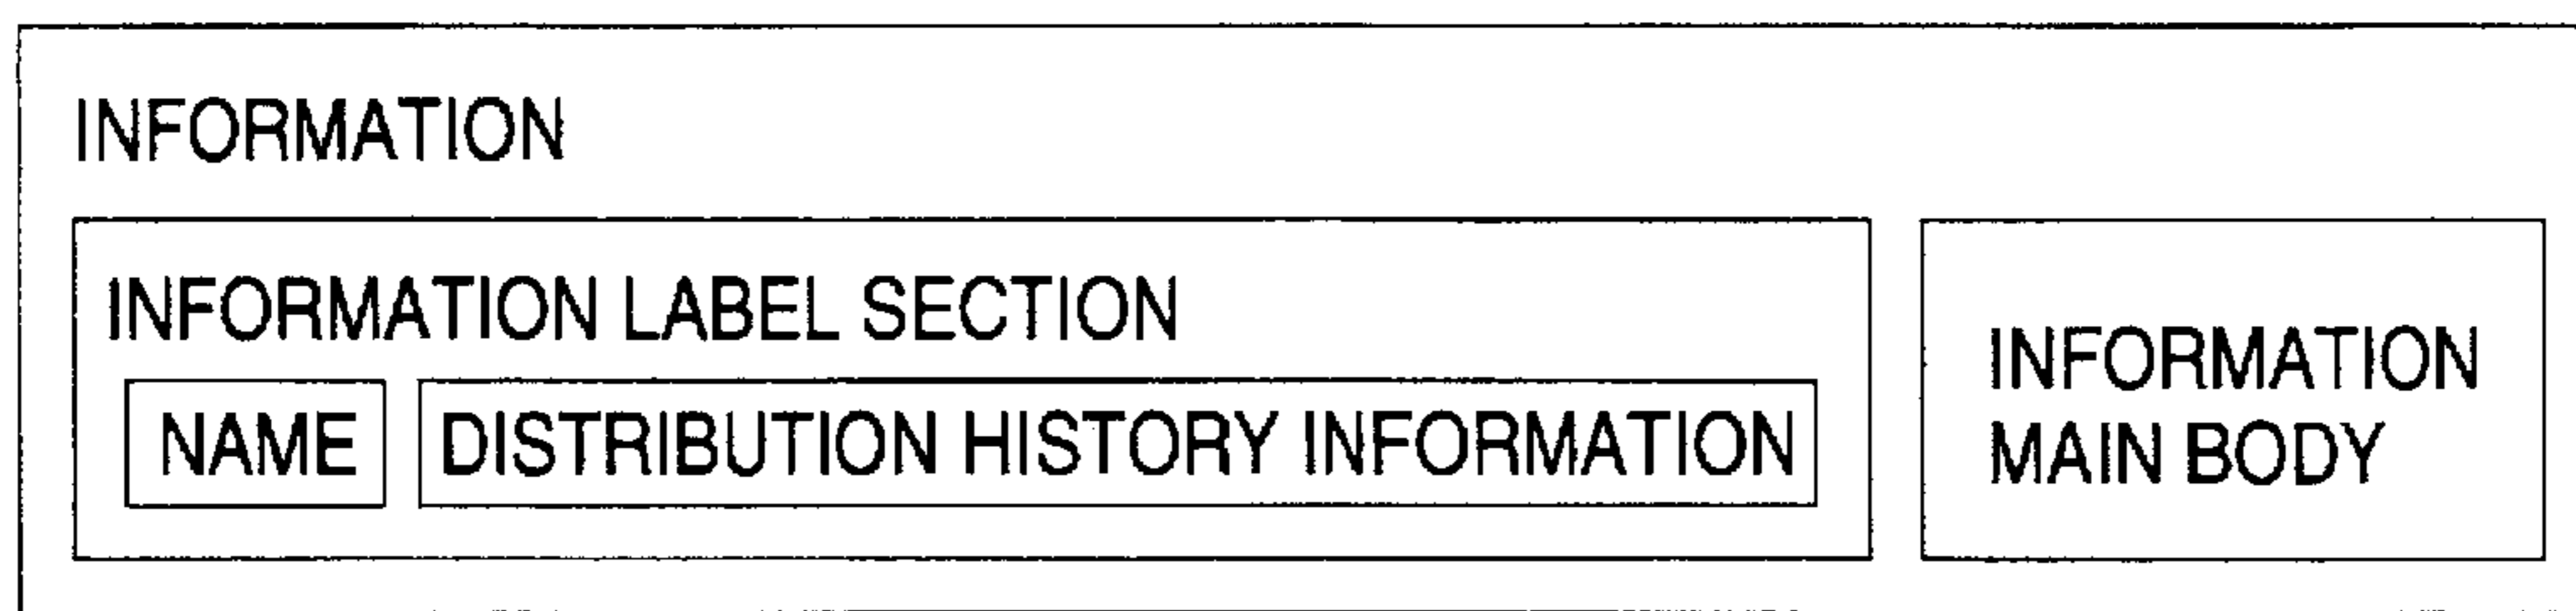 INFORMATION
INFORMATION LABEL SECTION
NAME
DISTRIBUTION HISTORY INFORMATION
INFORMATION
MAIN BODY